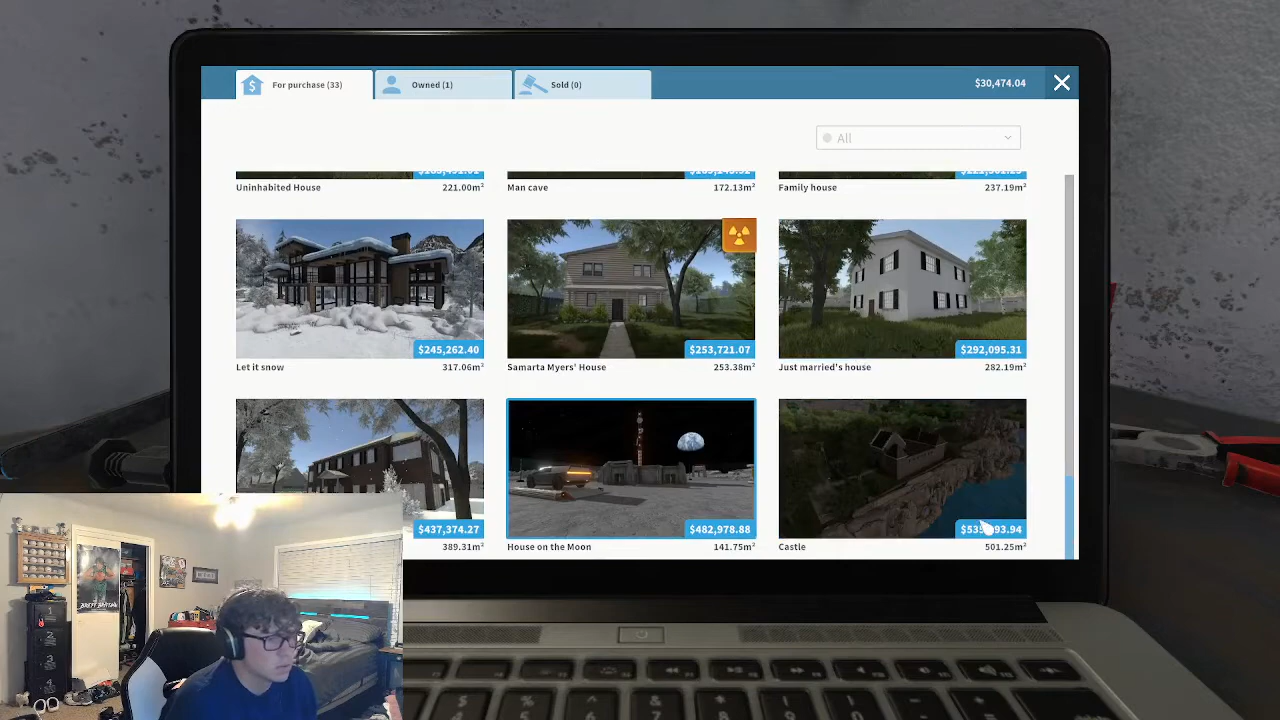 For purchase (33)
Owned (1)
Sold (0)
$30,474.04
All
Uninhabited House
221.00m²
Man cave
172.13m²
Family house
237.19m²
$245,262.40
$253,721.07
$292,095.31
Let it snow
317.06m²
Samarta Myers' House
253.38m²
Just married's house
282.19m²
$437,374.27
$482,978.88
389.31m²
House on the Moon
141.75m²
Castle
501.25m²